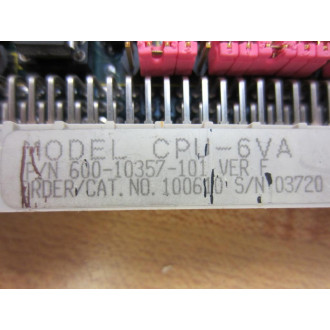 MODEL CPU-6VA
P/N 600-10357-101 VER F
ORDER/CAT.NO. 100610 S/N 03720